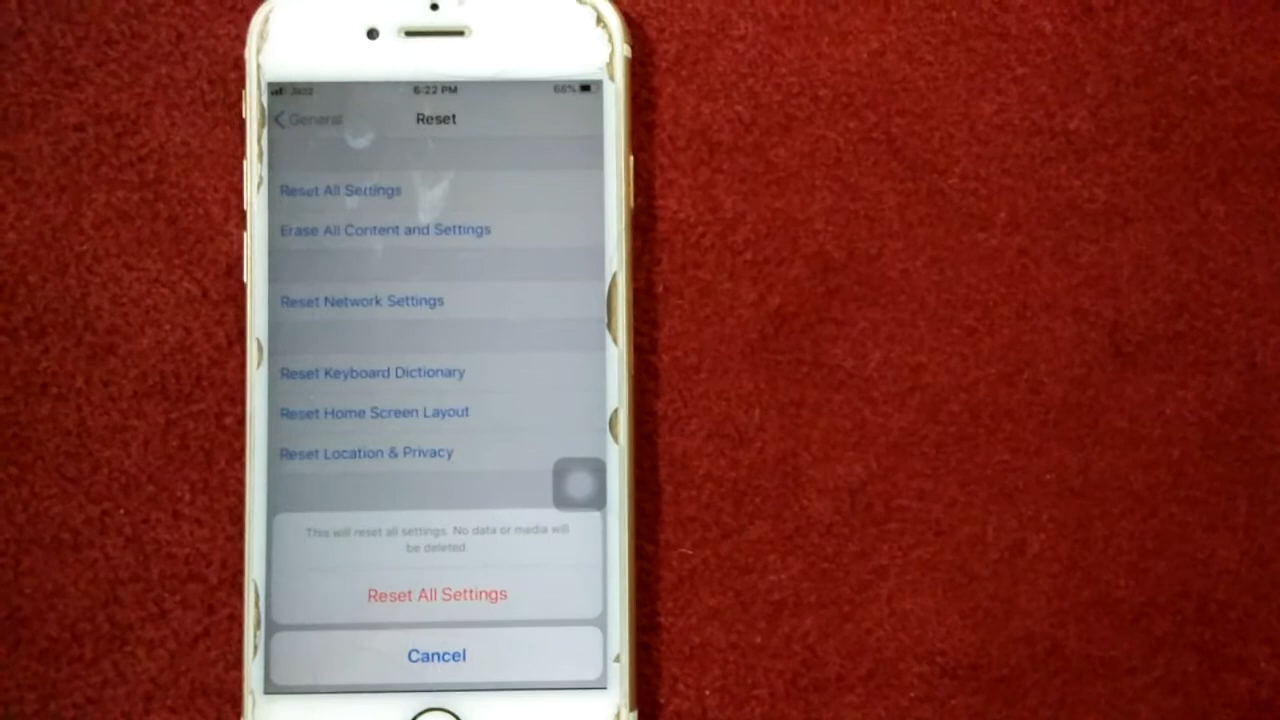 Jazz 6:22 PM 68%
General Reset
Reset All Settings
Erase All Content and Settings
Reset Network Settings
Reset Keyboard Dictionary
Reset Home Screen Layout
Reset Location & Privacy
This will reset all settings. No data or media will
be deleted.
Reset All Settings
Cancel